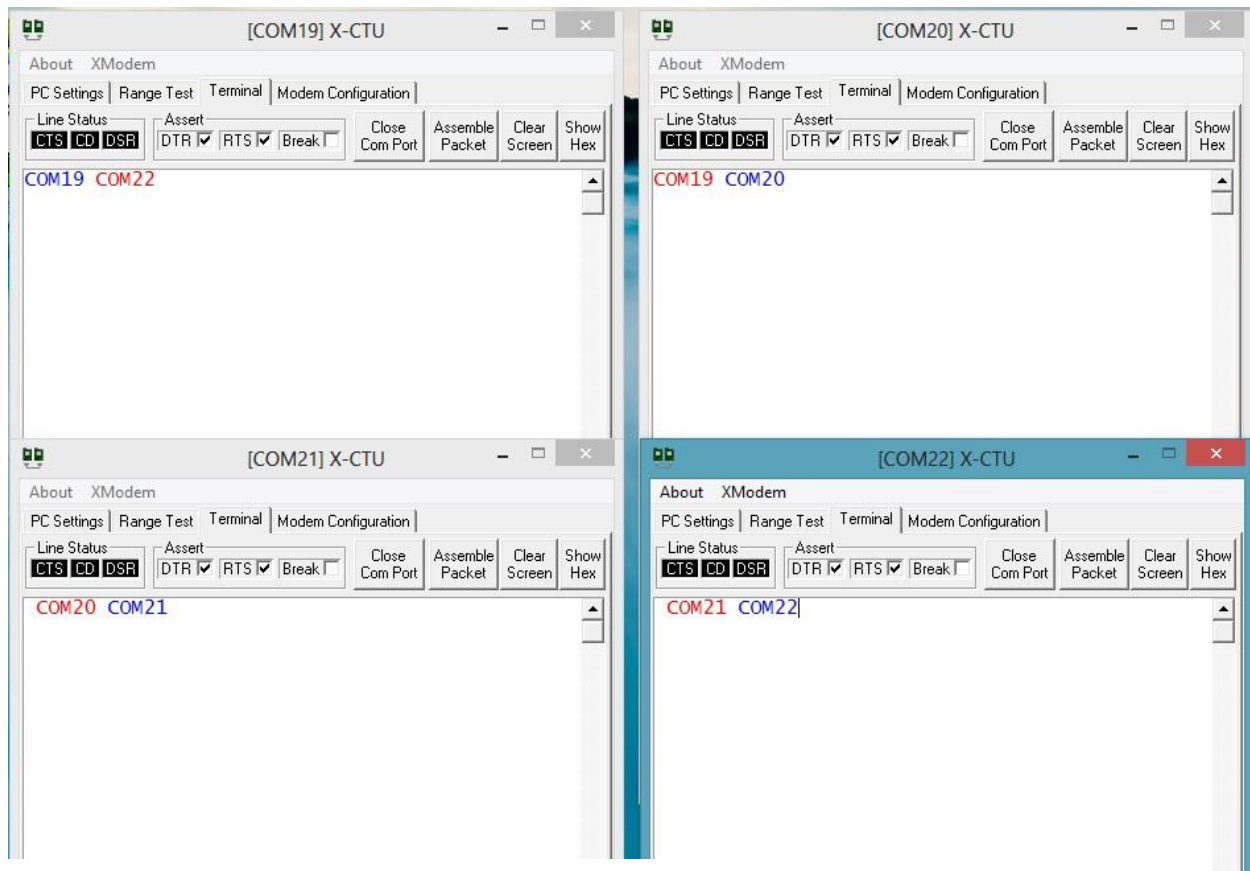 [COM19] X-CTU
About XModem
PC Settings Range Test Terminal Modem Configuration
Line Status Assert
CTS CD DSR DTR RTS Break Close Com Port Assemble Packet Clear Screen Show Hex
COM19 COM22
[COM20] X-CTU
About XModem
PC Settings Range Test Terminal Modem Configuration
Line Status Assert
CTS CD DSR DTR RTS Break Close Com Port Assemble Packet Clear Screen Show Hex
COM19 COM20
[COM21] X-CTU
About XModem
PC Settings Range Test Terminal Modem Configuration
Line Status Assert
CTS CD DSR DTR RTS Break Close Com Port Assemble Packet Clear Screen Show Hex
COM20 COM21
[COM22] X-CTU
About XModem
PC Settings Range Test Terminal Modem Configuration
Line Status Assert
CTS CD DSR DTR RTS Break Close Com Port Assemble Packet Clear Screen Show Hex
COM21 COM22